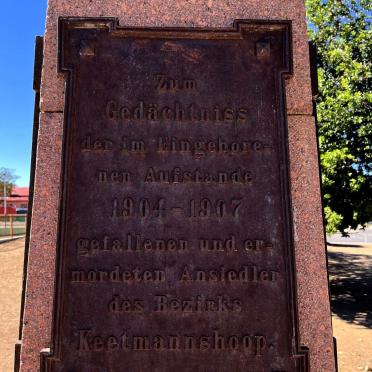 Zum
Gedächtniss
der im Eingebore-
nen Aufstande
1904-1907
gefallenen und er-
mordeten Ansiedler
des Bezirks
Keetmannshoop.